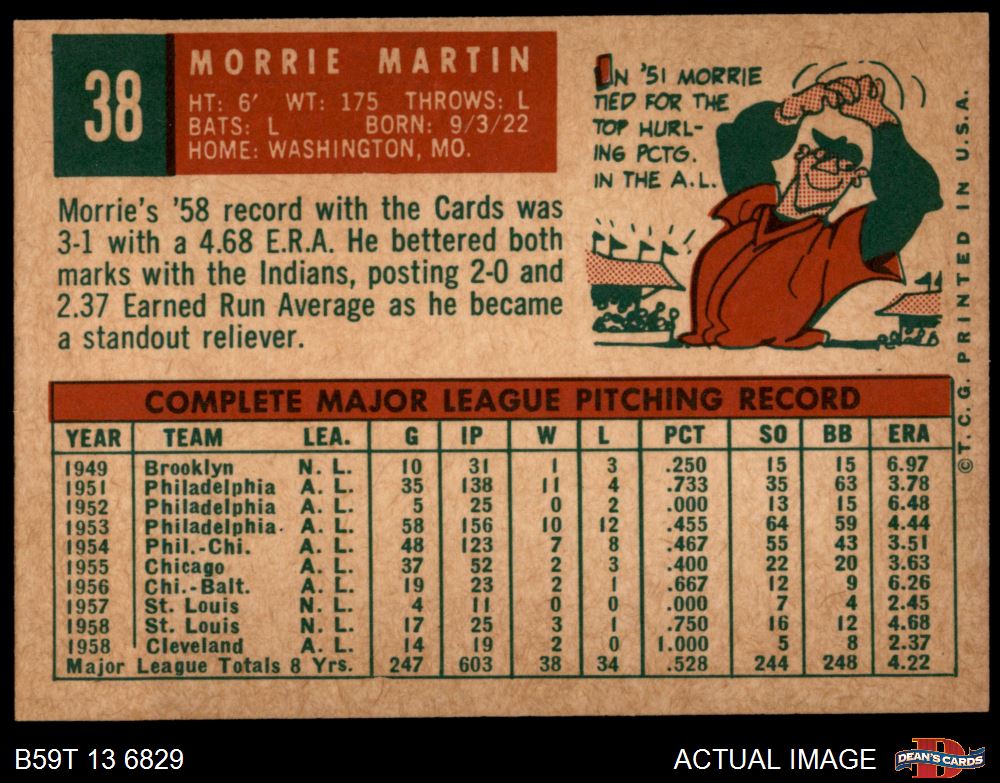 38
MORRIE MARTIN
HT: 6' WT: 175 THROWS: L
BATS: L BORN: 9/3/22
HOME: WASHINGTON, MO.
IN '51 MORRIE
TIED FOR THE
TOP HURL-
ING PCTG.
IN THE A.L.
Morrie's '58 record with the Cards was
3-1 with a 4.68 E.R.A. He bettered both
marks with the Indians, posting 2-0 and
2.37 Earned Run Average as he became
a standout reliever.
©T.C.G. PRINTED IN U.S.A.
COMPLETE MAJOR LEAGUE PITCHING RECORD
YEAR TEAM LEA. G IP W L PCT SO BB ERA
1949 Brooklyn N. L. 10 31 1 3 .250 15 15 6.97
1951 Philadelphia A. L. 35 138 11 4 .733 35 63 3.78
1952 Philadelphia A. L. 5 25 0 2 .000 13 15 6.48
1953 Philadelphia A. L. 58 156 10 12 .455 64 59 4.44
1954 Phil.-Chi. A. L. 48 123 7 8 .467 55 43 3.51
1955 Chicago A. L. 37 52 2 3 .400 22 20 3.63
1956 Chi.-Balt. A. L. 19 23 2 1 .667 12 9 6.26
1957 St. Louis N. L. 4 11 0 0 .000 7 4 2.45
1958 St. Louis N. L. 17 25 3 1 .750 16 12 4.68
1958 Cleveland A. L. 14 19 2 0 1.000 5 8 2.37
Major League Totals 8 Yrs. 247 603 38 34 .528 244 248 4.22
B59T 13 6829
ACTUAL IMAGE
D
DEAN'S CARDS